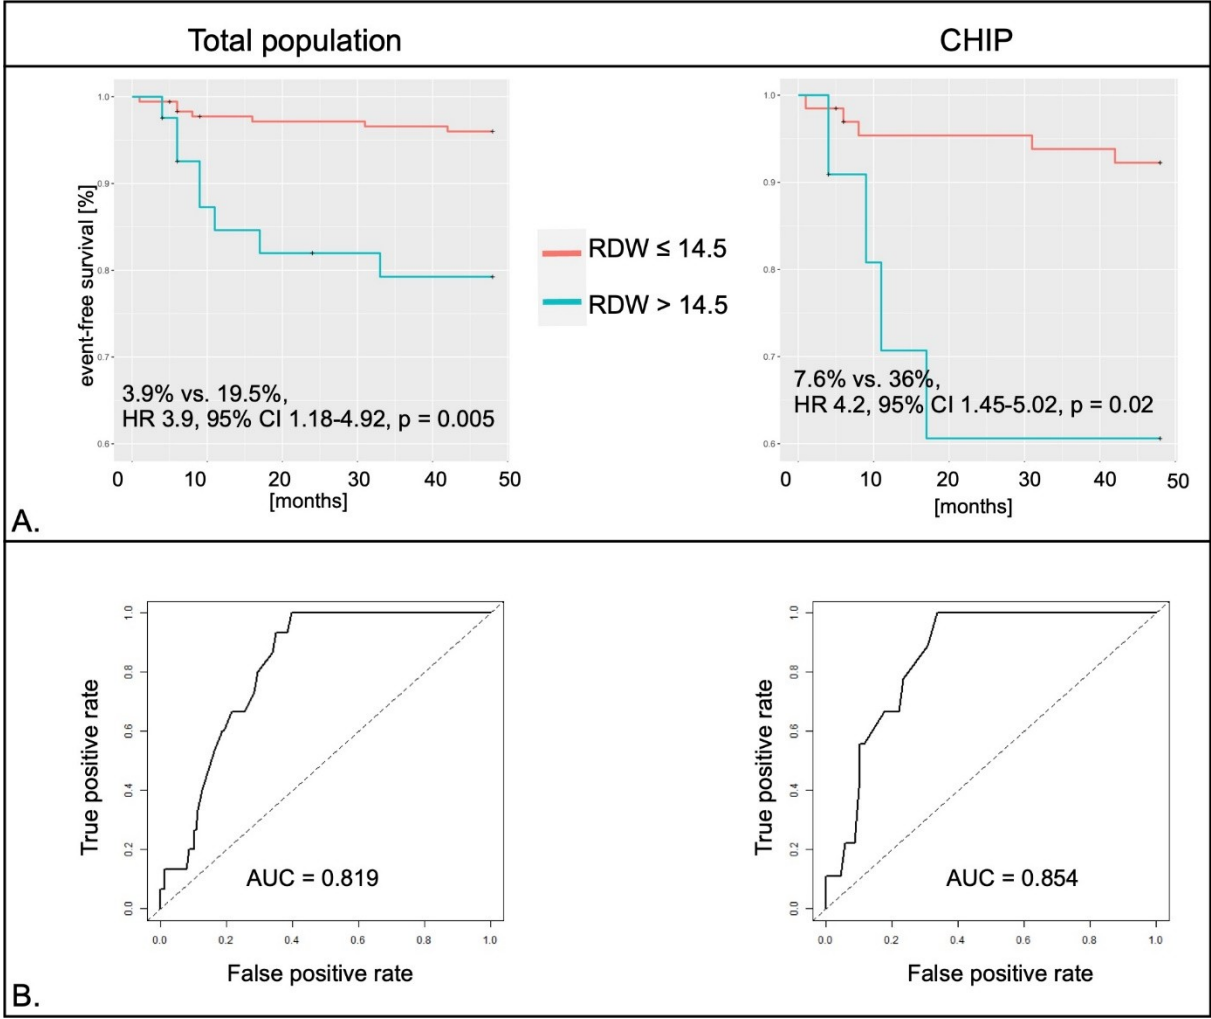 Total population
CHIP
event-free survival [%]
1.0
0.9
0.8
0.7
0.6
3.9% vs. 19.5%,
HR 3.9, 95% CI 1.18-4.92, p = 0.005
0 10 20 30 40 50
[months]
RDW ≤ 14.5
RDW > 14.5
1.0
0.9
0.8
0.7
0.6
7.6% vs. 36%,
HR 4.2, 95% CI 1.45-5.02, p = 0.02
0 10 20 30 40 50
[months]
A.
True positive rate
1.0
0.8
0.6
0.4
0.2
0.0
AUC = 0.819
0.0 0.2 0.4 0.6 0.8 1.0
False positive rate
True positive rate
1.0
0.8
0.6
0.4
0.2
0.0
AUC = 0.854
0.0 0.2 0.4 0.6 0.8 1.0
False positive rate
B.